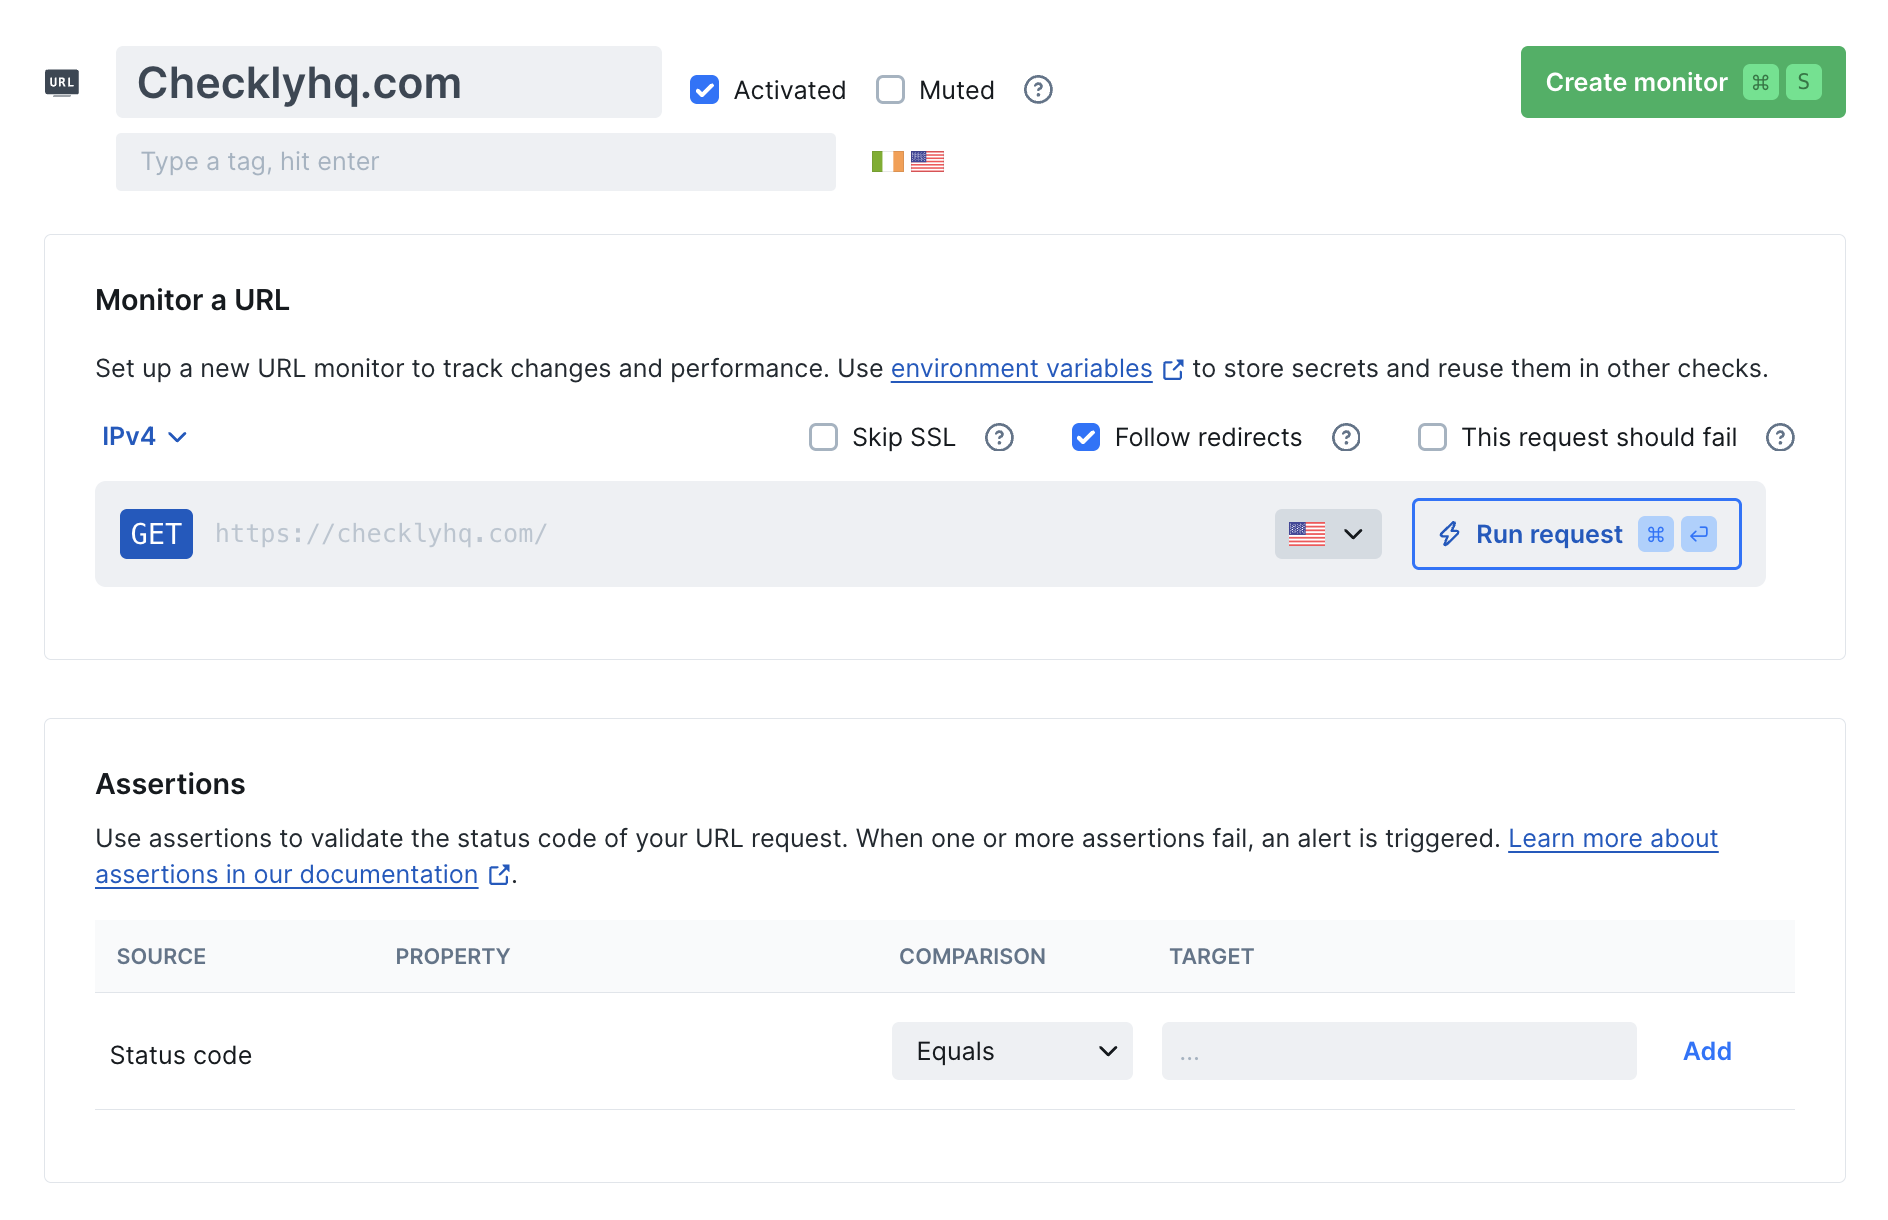 URL
Checklyhq.com
Activated
Muted
?
Create monitor ⌘ S
Type a tag, hit enter
Monitor a URL
Set up a new URL monitor to track changes and performance. Use environment variables to store secrets and reuse them in other checks.
IPv4
Skip SSL ?
Follow redirects ?
This request should fail ?
GET https://checklyhq.com/
Run request ⌘ ↵
Assertions
Use assertions to validate the status code of your URL request. When one or more assertions fail, an alert is triggered. Learn more about
assertions in our documentation .
SOURCE PROPERTY COMPARISON TARGET
Status code Equals ... Add